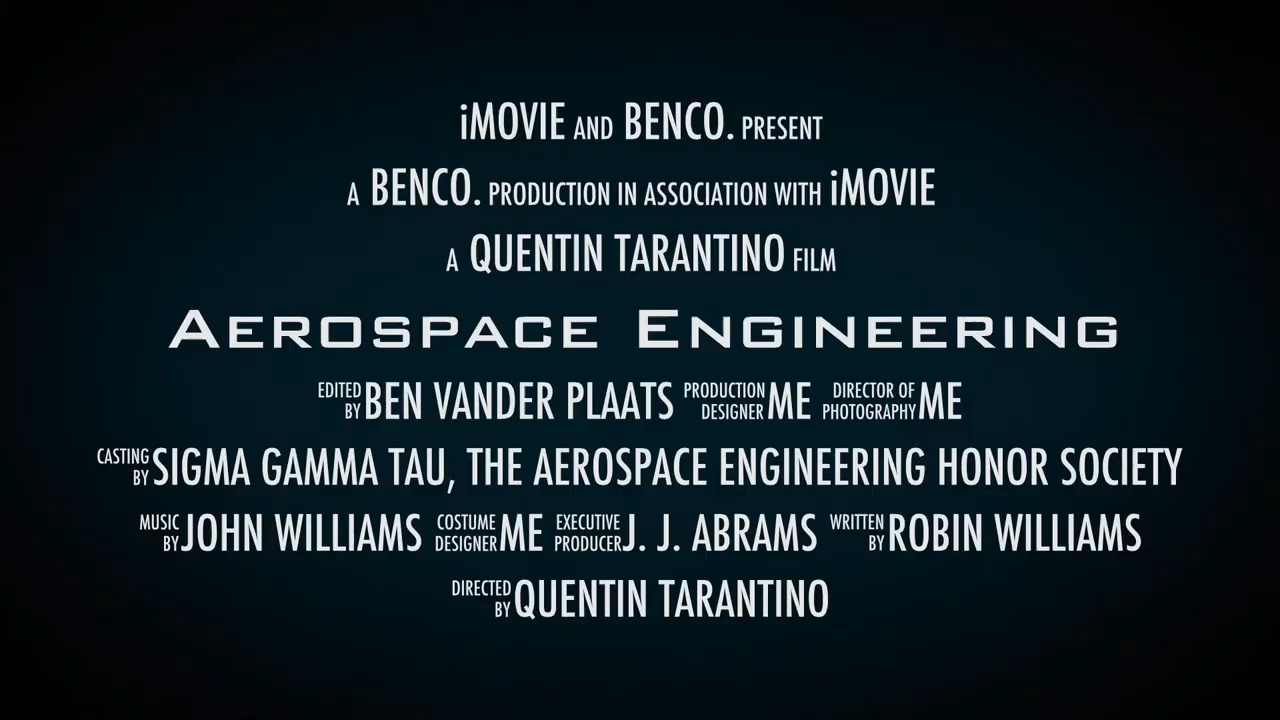 iMOVIE AND BENCO. PRESENT
A BENCO. PRODUCTION IN ASSOCIATION WITH iMOVIE
A QUENTIN TARANTINO FILM
AEROSPACE ENGINEERING
EDITED BY BEN VANDER PLAATS PRODUCTION DESIGNER ME DIRECTOR OF PHOTOGRAPHY ME
CASTING BY SIGMA GAMMA TAU, THE AEROSPACE ENGINEERING HONOR SOCIETY
MUSIC BY JOHN WILLIAMS COSTUME DESIGNER ME EXECUTIVE PRODUCER J. J. ABRAMS WRITTEN BY ROBIN WILLIAMS
DIRECTED BY QUENTIN TARANTINO